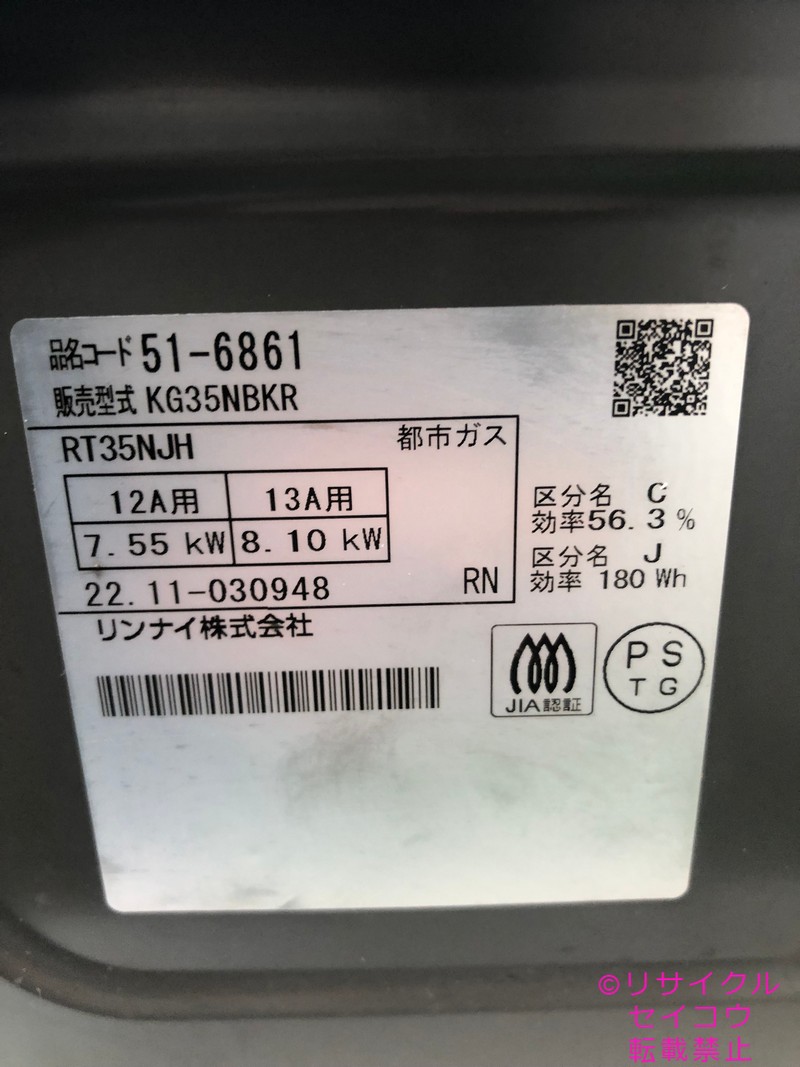 品名コード 51-6861
販売型式 KG35NBKR
RT35NJH 都市ガス
12A用 13A用
7.55 kW 8.10 kW
22.11-030948 RN
リンナイ株式会社
区分名 C
効率56.3 %
区分名 J
効率 180 Wh
JIA認証
PS
TG
©リサイクル
セイコウ
転載禁止